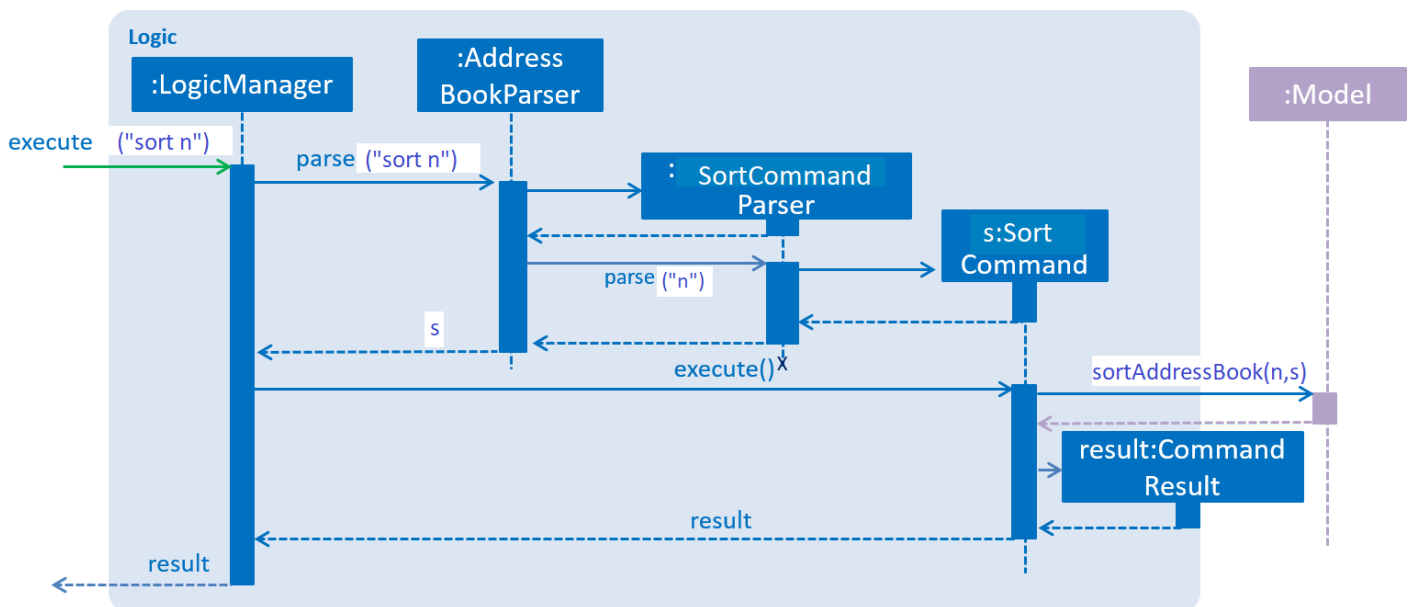 Logic
:LogicManager
:Address
BookParser
:Model
execute ("sort n")
parse ("sort n")
: SortCommand
Parser
s:Sort
Command
parse ("n")
s
execute()
X
sortAddressBook(n,s)
result:Command
Result
result
result